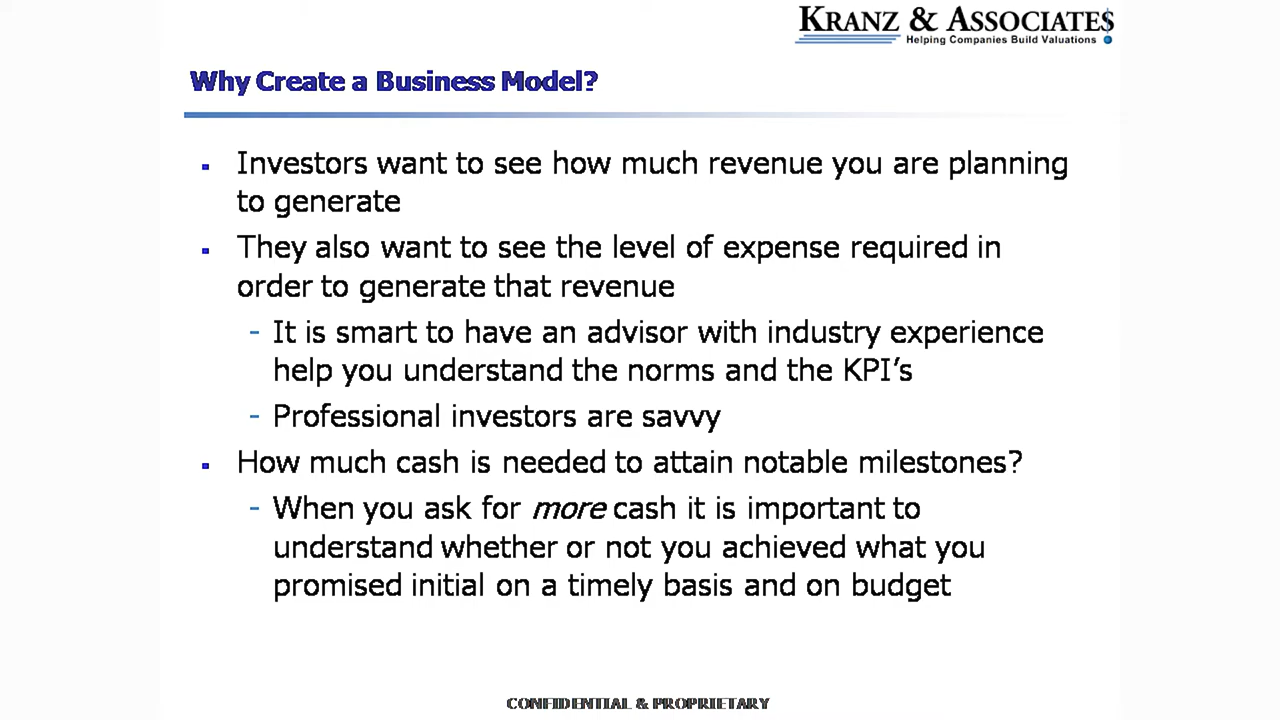 KRANZ & ASSOCIATES
Helping Companies Build Valuations
Why Create a Business Model?
▪ Investors want to see how much revenue you are planning
to generate
▪ They also want to see the level of expense required in
order to generate that revenue
- It is smart to have an advisor with industry experience
help you understand the norms and the KPI's
- Professional investors are savvy
▪ How much cash is needed to attain notable milestones?
- When you ask for more cash it is important to
understand whether or not you achieved what you
promised initial on a timely basis and on budget
CONFIDENTIAL & PROPRIETARY